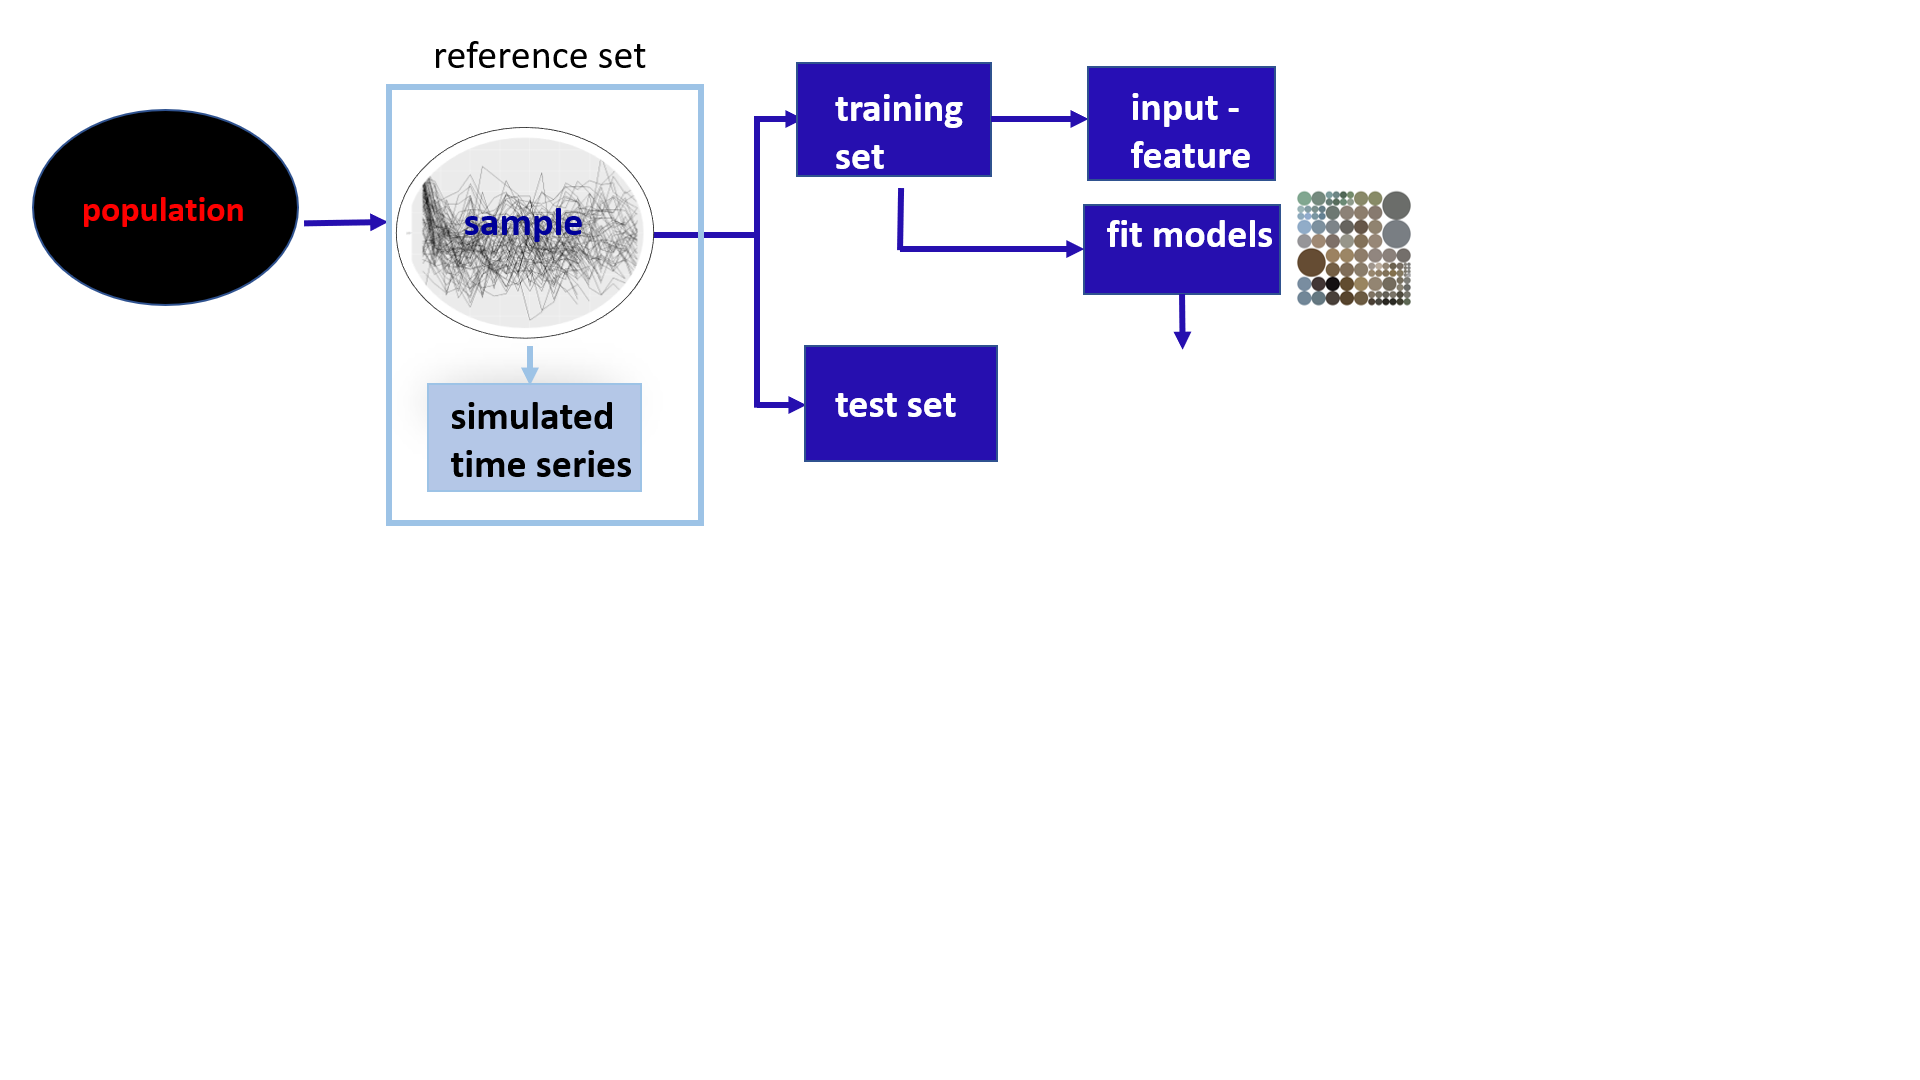 reference set
population
sample
simulated
time series
training
set
input -
feature
fit models
test set